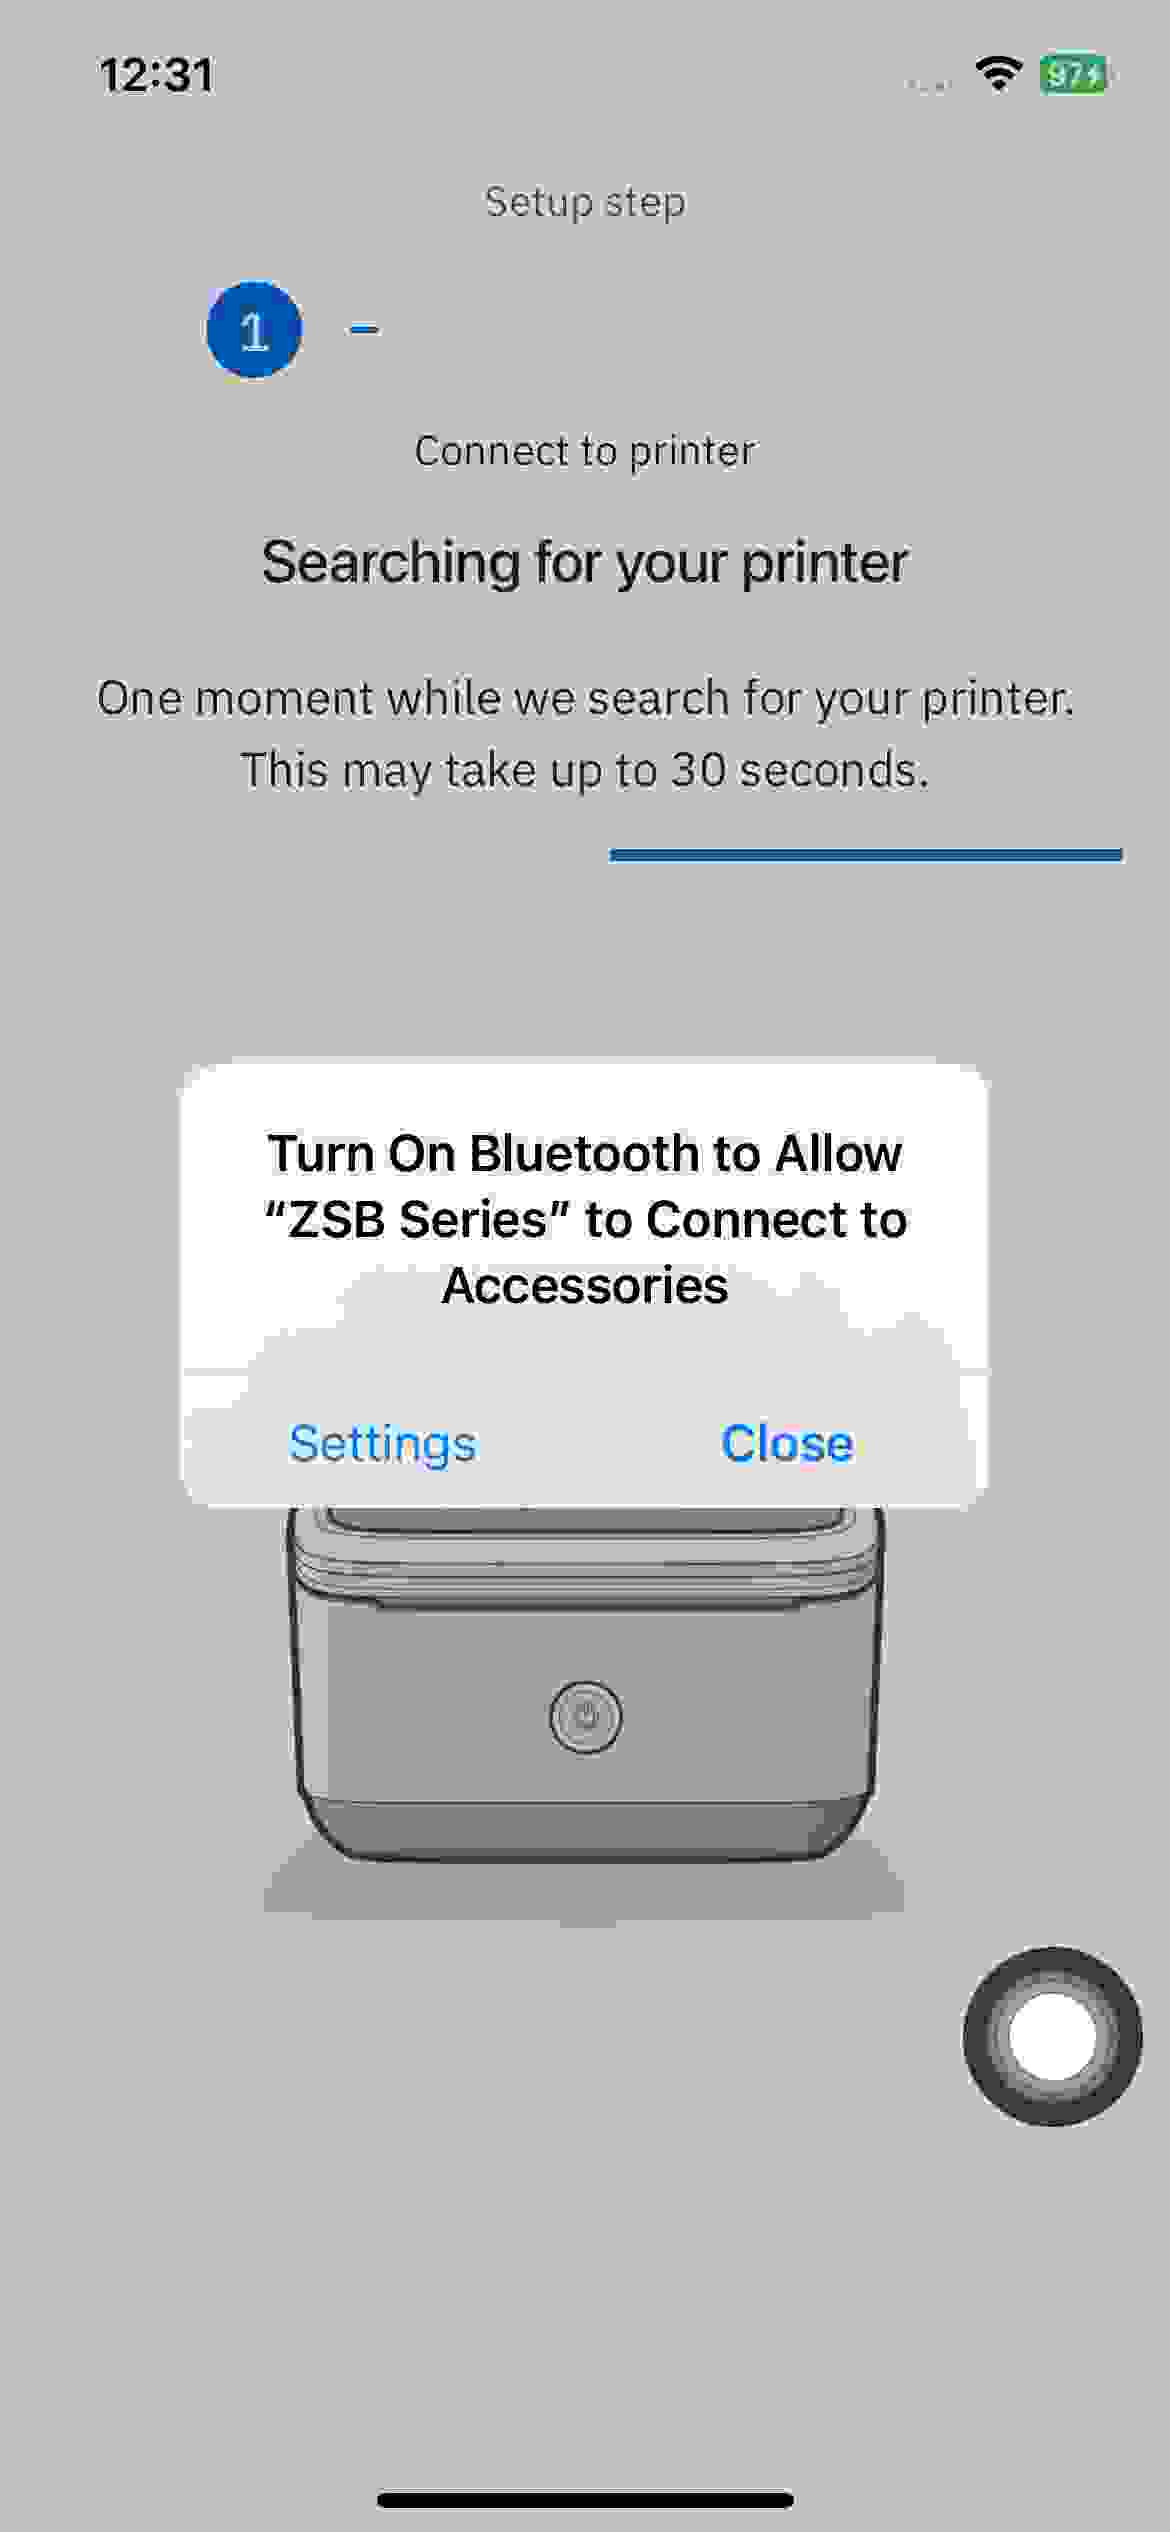 12:31
97
Setup step
1
Connect to printer
Searching for your printer
One moment while we search for your printer.
This may take up to 30 seconds.
Turn On Bluetooth to Allow
“ZSB Series” to Connect to
Accessories
Settings
Close